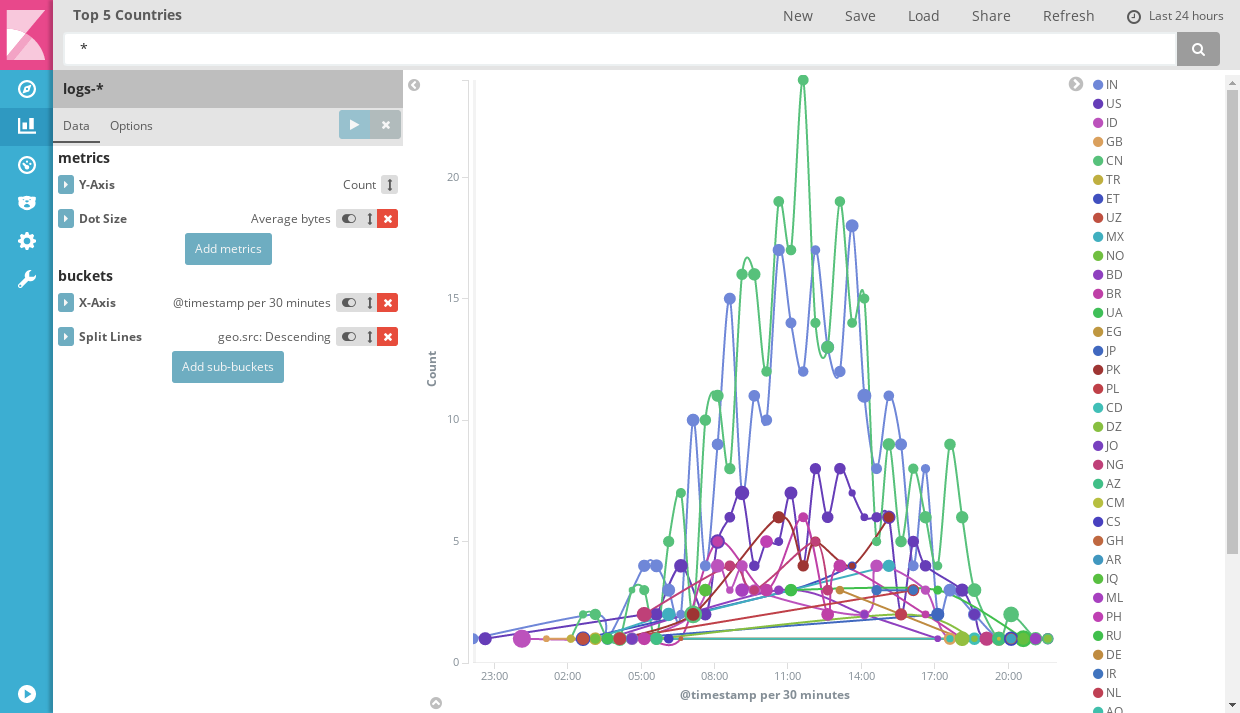 Top 5 Countries
New Save Load Share Refresh Last 24 hours
*
logs-*
Data Options
metrics
Y-Axis Count
Dot Size Average bytes
Add metrics
buckets
X-Axis @timestamp per 30 minutes
Split Lines geo.src: Descending
Add sub-buckets
Count
20
15
10
5
0
23:00 02:00 05:00 08:00 11:00 14:00 17:00 20:00
@timestamp per 30 minutes
IN
US
ID
GB
CN
TR
ET
UZ
MX
NO
BD
BR
UA
EG
JP
PK
PL
CD
DZ
JO
NG
AZ
CM
CS
GH
AR
IQ
ML
PH
RU
DE
IR
NL